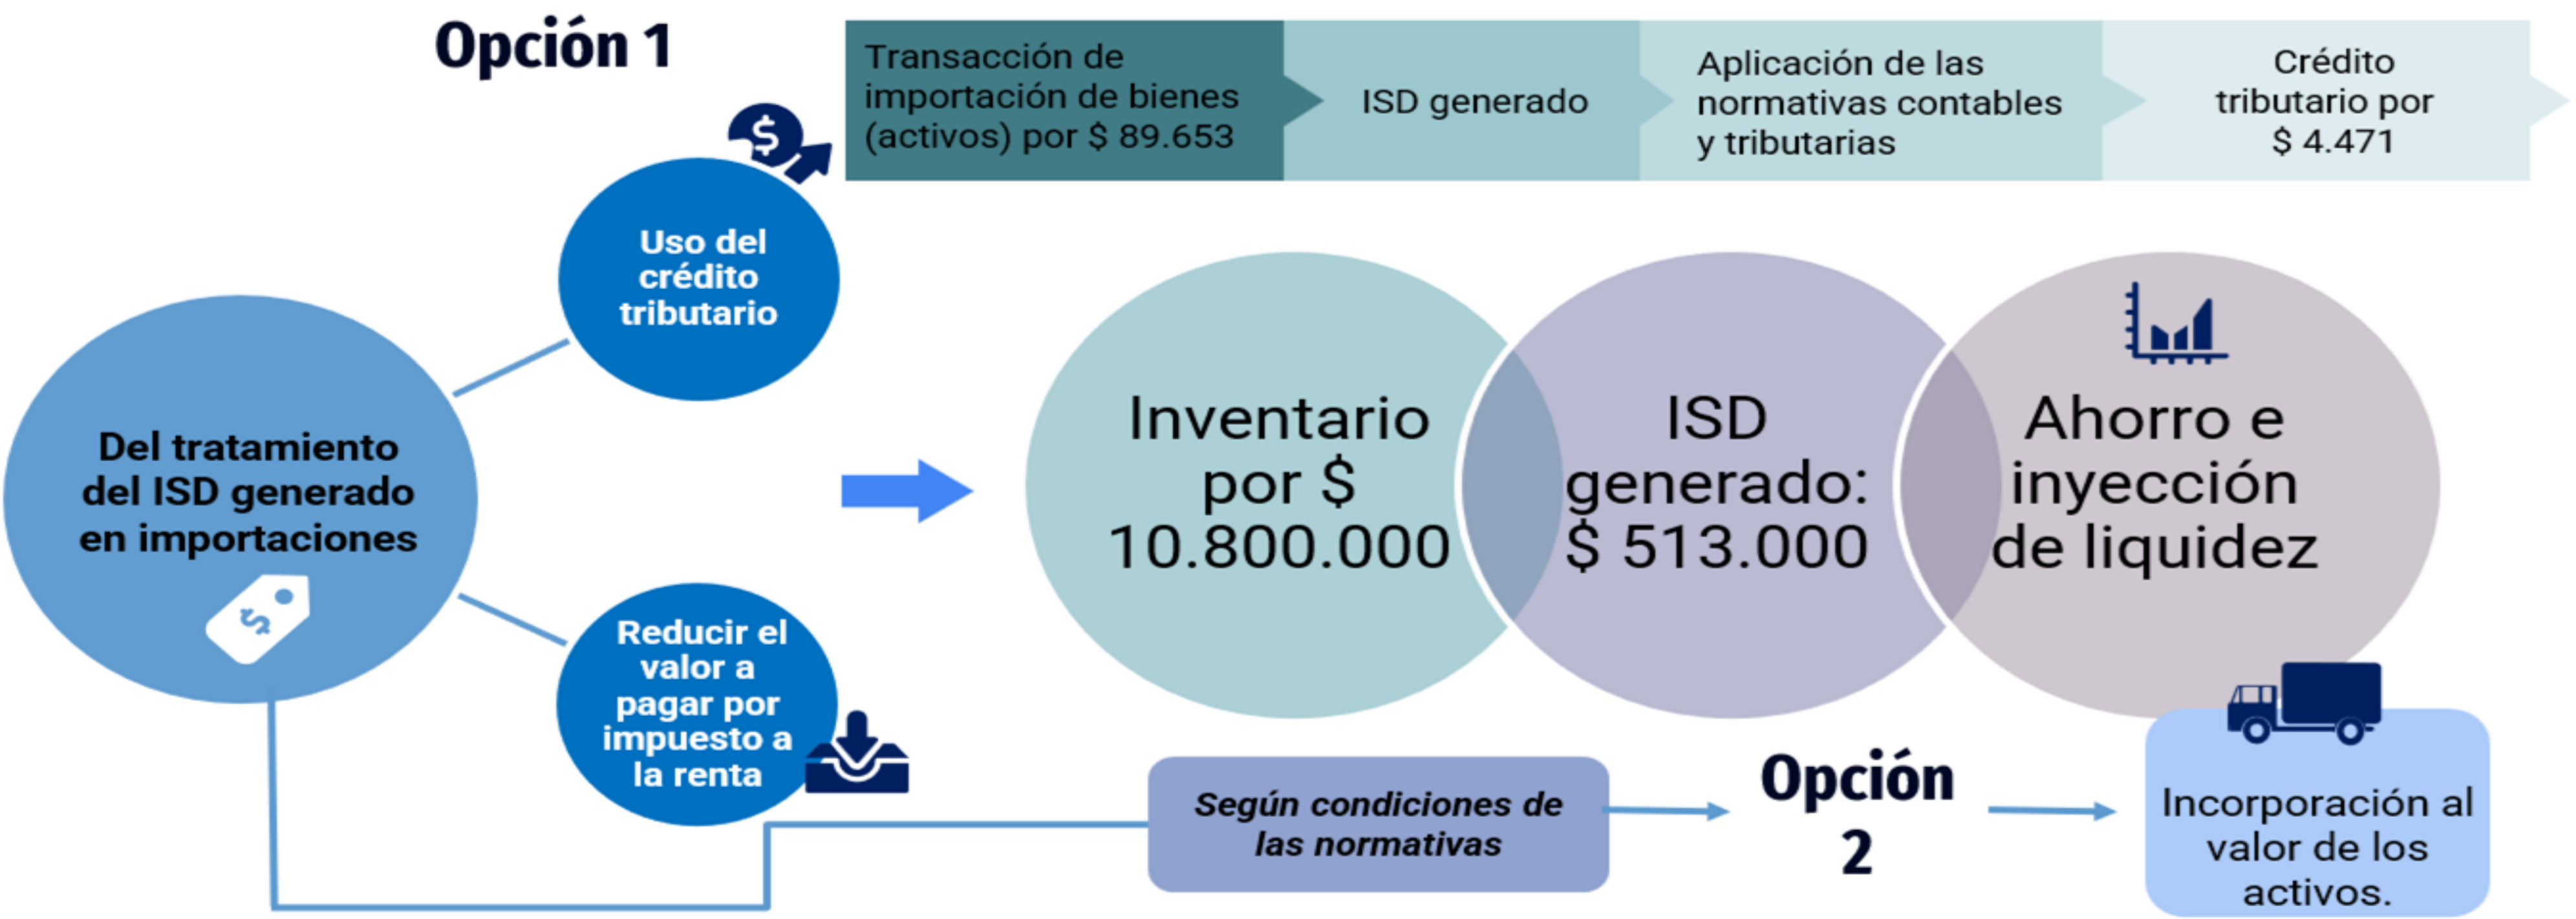 Opción 1
Transacción de
importación de bienes
(activos) por $ 89.653
ISD generado
Aplicación de las
normativas contables
y tributarias
Crédito
tributario por
$ 4.471
$
Uso del
crédito
tributario
Del tratamiento
del ISD generado
en importaciones
$
Reducir el
valor a
pagar por
impuesto a
la renta
Inventario
por $
10.800.000
ISD
generado:
$ 513.000
Ahorro e
inyección
de liquidez
Según condiciones de
las normativas
Opción
2
Incorporación al
valor de los
activos.